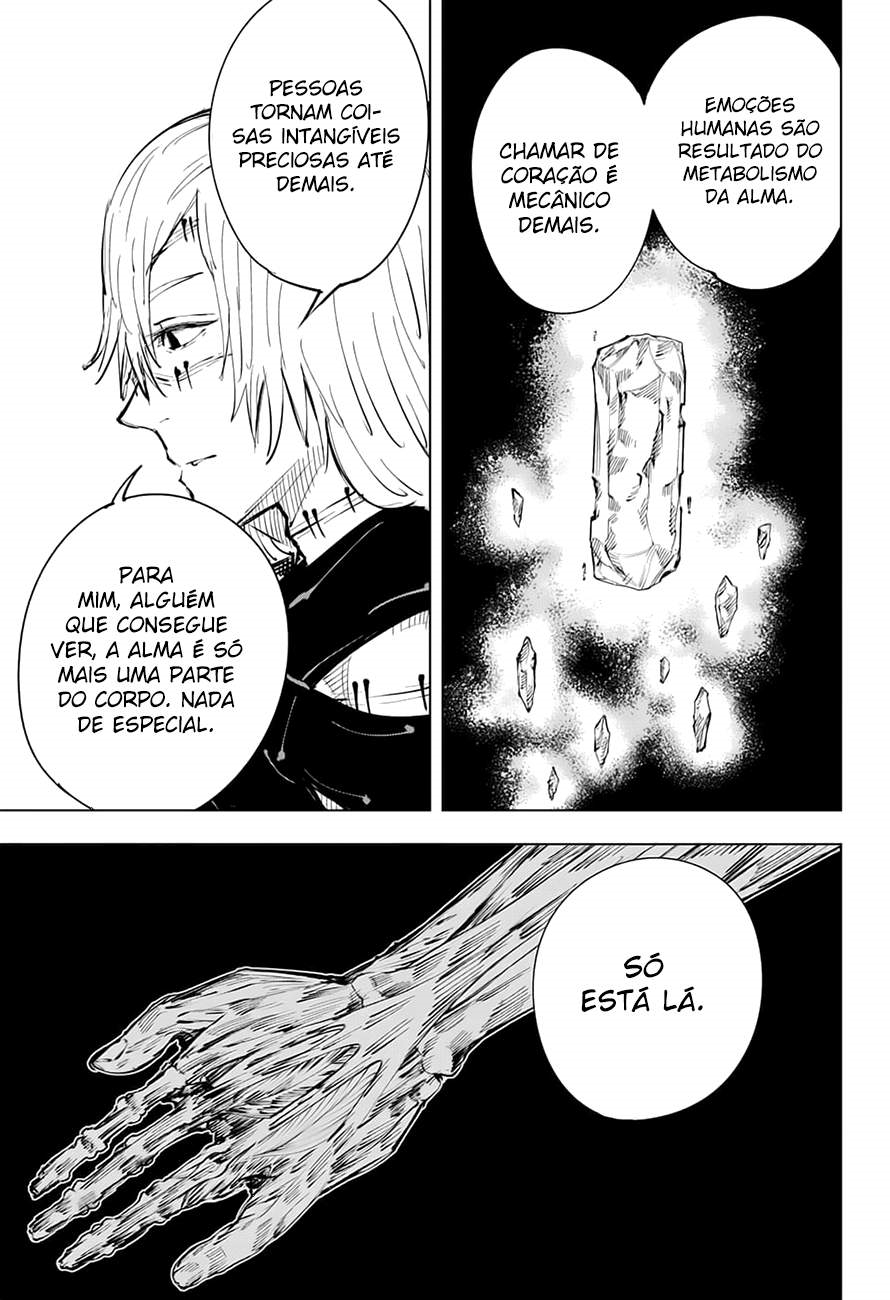 EMOÇÕES
HUMANAS SÃO
RESULTADO DO
METABOLISMO
DA ALMA.
CHAMAR DE
CORAÇÃO É
MECÂNICO
DEMAIS.
PESSOAS
TORNAM COI-
SAS INTANGÍVEIS
PRECIOSAS ATÉ
DEMAIS.
PARA
MIM, ALGUÉM
QUE CONSEGUE
VER, A ALMA É SÓ
MAIS UMA PARTE
DO CORPO. NADA
DE ESPECIAL.
SÓ
ESTÁ LÁ.